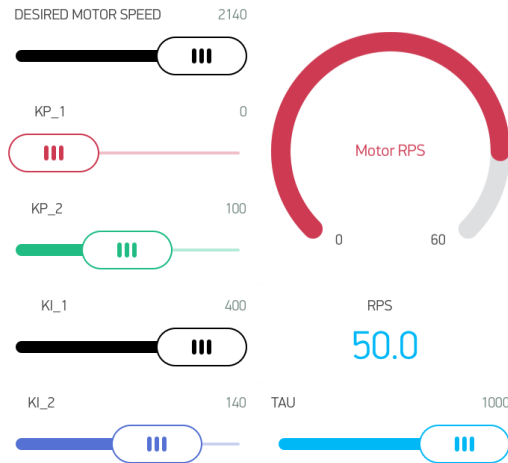 DESIRED MOTOR SPEED 2140
KP_1 0
Motor RPS
KP_2 100
0 60
KI_1 400
RPS
50.0
KI_2 140
TAU 1000